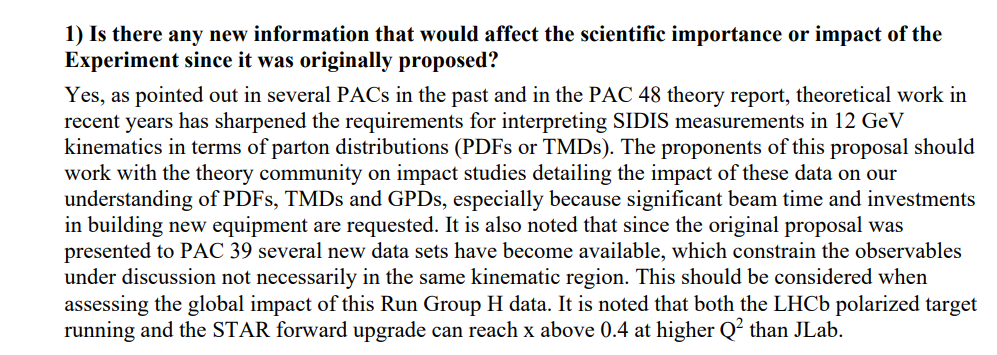 1) Is there any new information that would affect the scientific importance or impact of the
Experiment since it was originally proposed?
Yes, as pointed out in several PACs in the past and in the PAC 48 theory report, theoretical work in
recent years has sharpened the requirements for interpreting SIDIS measurements in 12 GeV
kinematics in terms of parton distributions (PDFs or TMDs). The proponents of this proposal should
work with the theory community on impact studies detailing the impact of these data on our
understanding of PDFs, TMDs and GPDs, especially because significant beam time and investments
in building new equipment are requested. It is also noted that since the original proposal was
presented to PAC 39 several new data sets have become available, which constrain the observables
under discussion not necessarily in the same kinematic region. This should be considered when
assessing the global impact of this Run Group H data. It is noted that both the LHCb polarized target
running and the STAR forward upgrade can reach x above 0.4 at higher Q² than JLab.